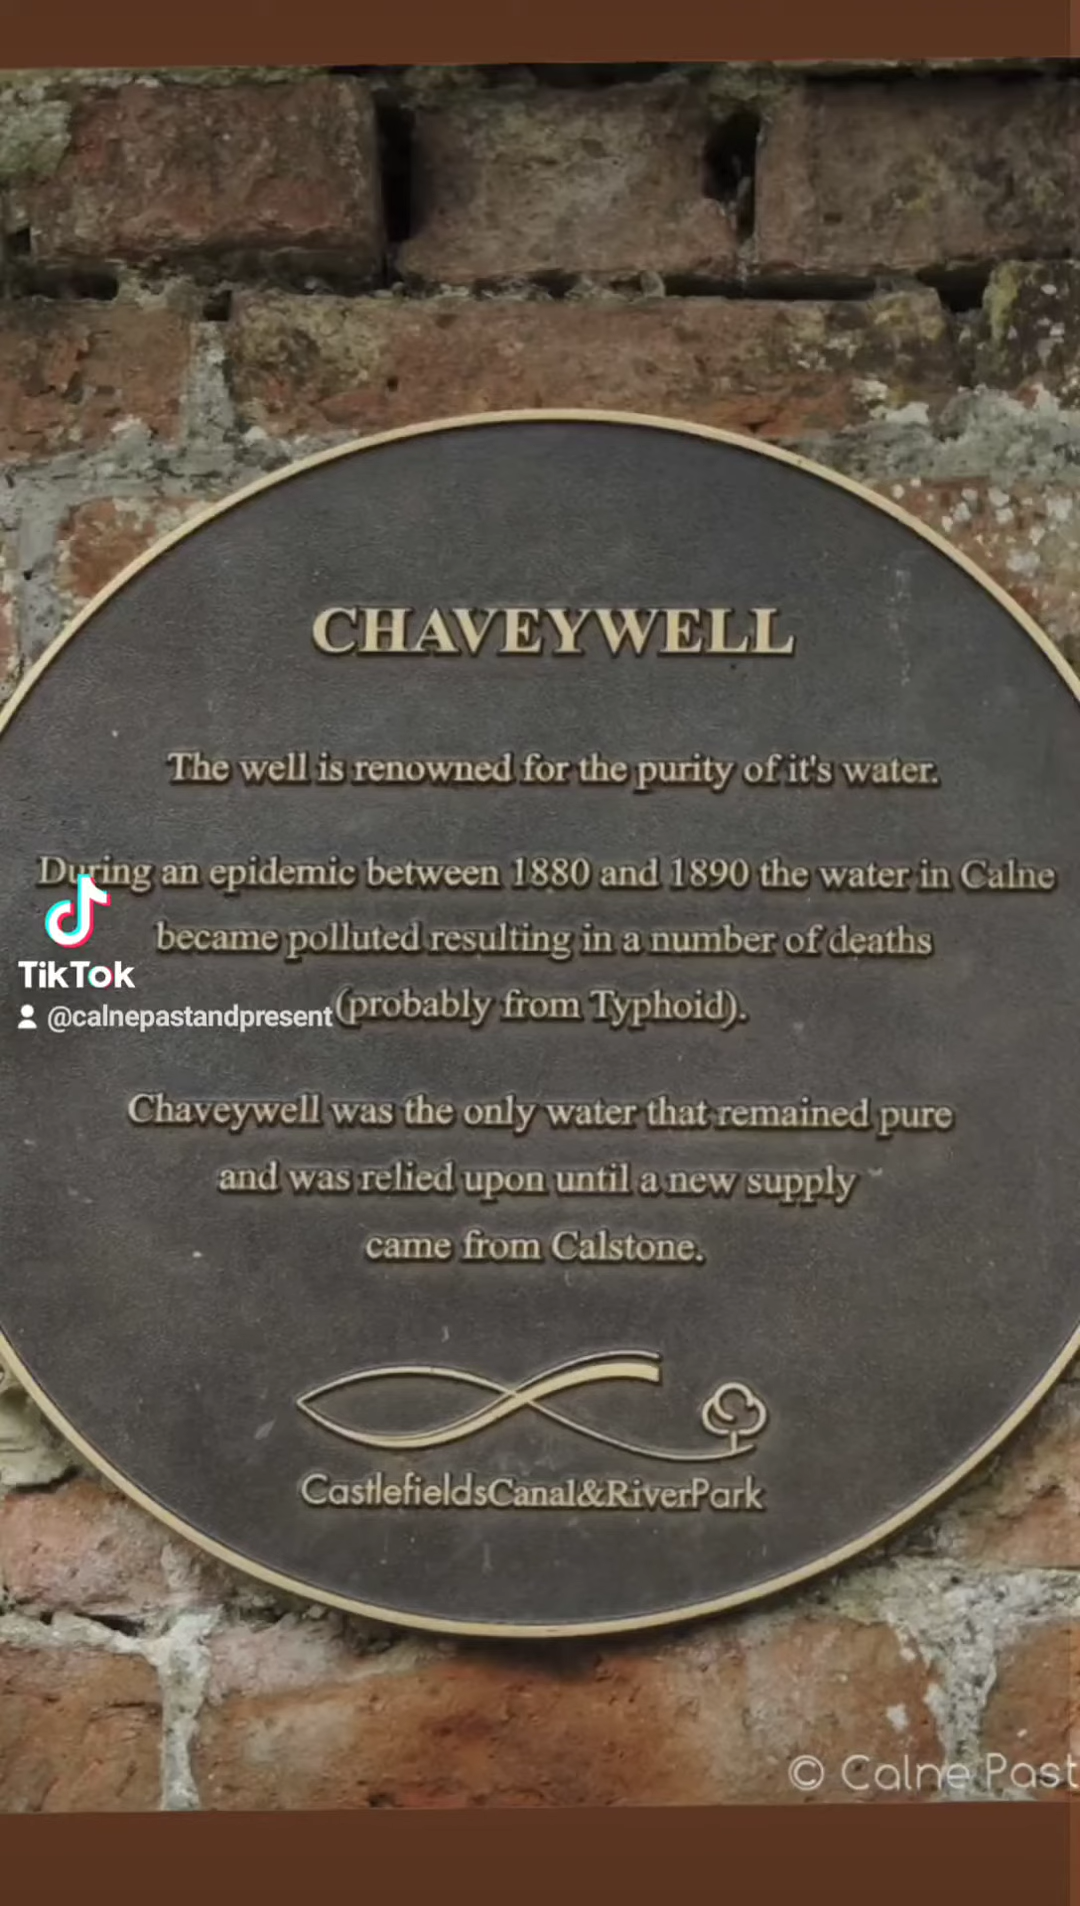 CHAVEYWELL
The well is renowned for the purity of it's water.
During an epidemic between 1880 and 1890 the water in Calne
became polluted resulting in a number of deaths
(probably from Typhoid).
Chaveywell was the only water that remained pure
and was relied upon until a new supply
came from Calstone.
CastlefieldsCanal&RiverPark
TikTok
@calnepastandpresent
© Calne Past